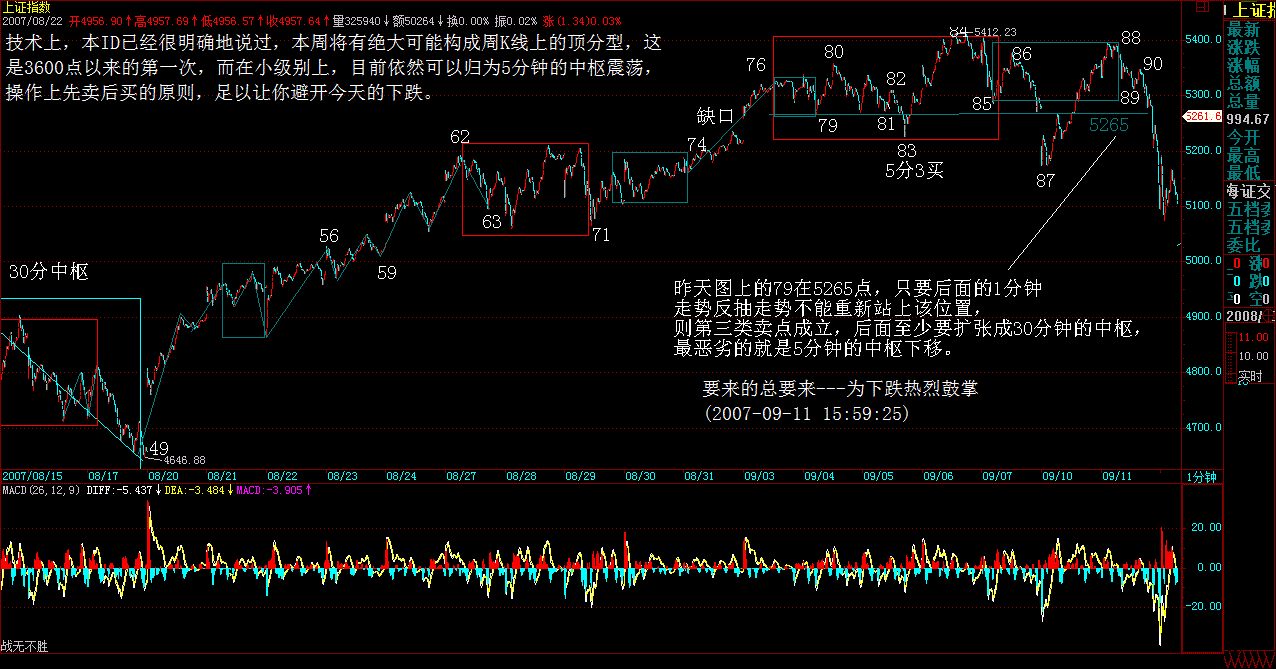 上证指数
上证指
2007/08/22 开4958.90↑高4957.89↑低4958.57↑收4957.84↑量325940↓额50264↓换0.00% 振0.02% 涨(1.34)0.03%
技术上，本ID已经很明确地说过，本周将有绝大可能构成周K线上的顶分型，这
是3600点以来的第一次，而在小级别上，目前依然可以归为5分钟的中枢震荡，
操作上先卖后买的原则，足以让你避开今天的下跌。
84
5412.23
5400.0
最新
涨跌
涨幅
总额
总量
994.67
今开
最高
最低
76
80
82
86
88
90
85
89
5300.0
缺口
79
81
83
5265
5261.6
5分3买
87
62
63
71
74
5200.0
5100.0
56
59
5000.0
30分中枢
4900.0
4800.0
4700.0
五档
五档
委比
昨天图上的79在5265点，只要后面的1分钟
走势反抽走势不能重新站上该位置，
则第三类卖点成立，后面至少要扩张成30分钟的中枢，
最恶劣的就是5分钟的中枢下移。
要来的总要来---为下跌热烈鼓掌
(2007-09-11 15:59:25)
2008/
11.00
10.00
实时
49
4646.88
2007/08/15 08/17 08/20 08/21 08/22 08/23 08/24 08/27 08/28 08/29 08/30 08/31 09/03 09/04 09/05 09/06 09/07 09/10 09/11 1分钟
MACD(26,12,9) DIFF:-5.437↓DEA:-3.484↓MACD:-3.905↑
20.00
0.00
-20.00
战无不胜